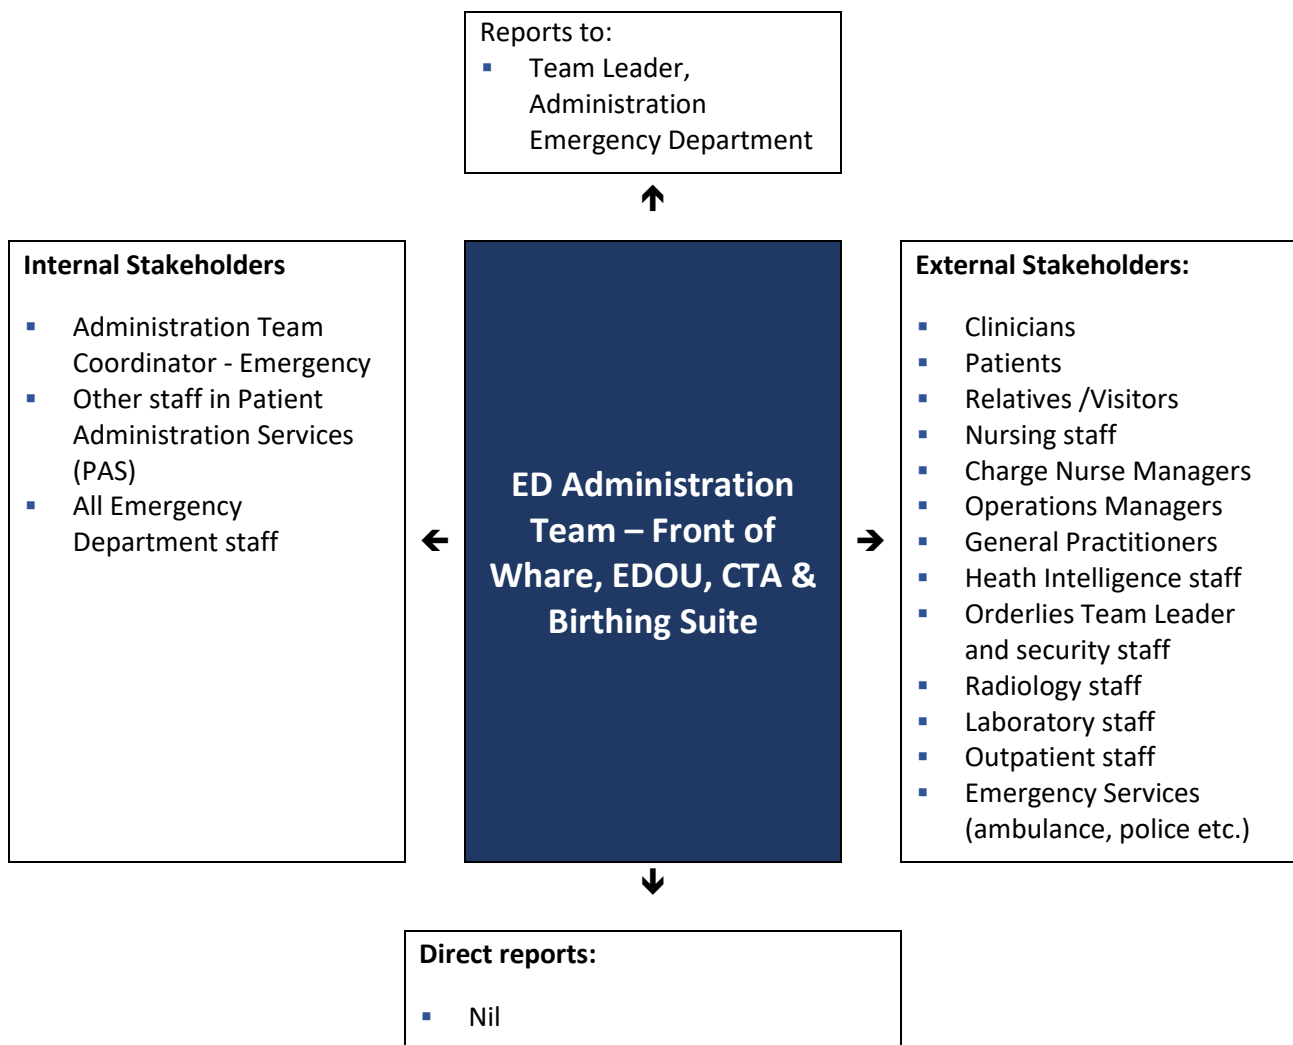 Reports to:
▪ Team Leader,
Administration
Emergency Department
Internal Stakeholders
▪ Administration Team
Coordinator - Emergency
▪ Other staff in Patient
Administration Services
(PAS)
▪ All Emergency
Department staff
ED Administration
Team – Front of
Whare, EDOU, CTA &
Birthing Suite
External Stakeholders:
▪ Clinicians
▪ Patients
▪ Relatives /Visitors
▪ Nursing staff
▪ Charge Nurse Managers
▪ Operations Managers
▪ General Practitioners
▪ Heath Intelligence staff
▪ Orderlies Team Leader
and security staff
▪ Radiology staff
▪ Laboratory staff
▪ Outpatient staff
▪ Emergency Services
(ambulance, police etc.)
Direct reports:
▪ Nil